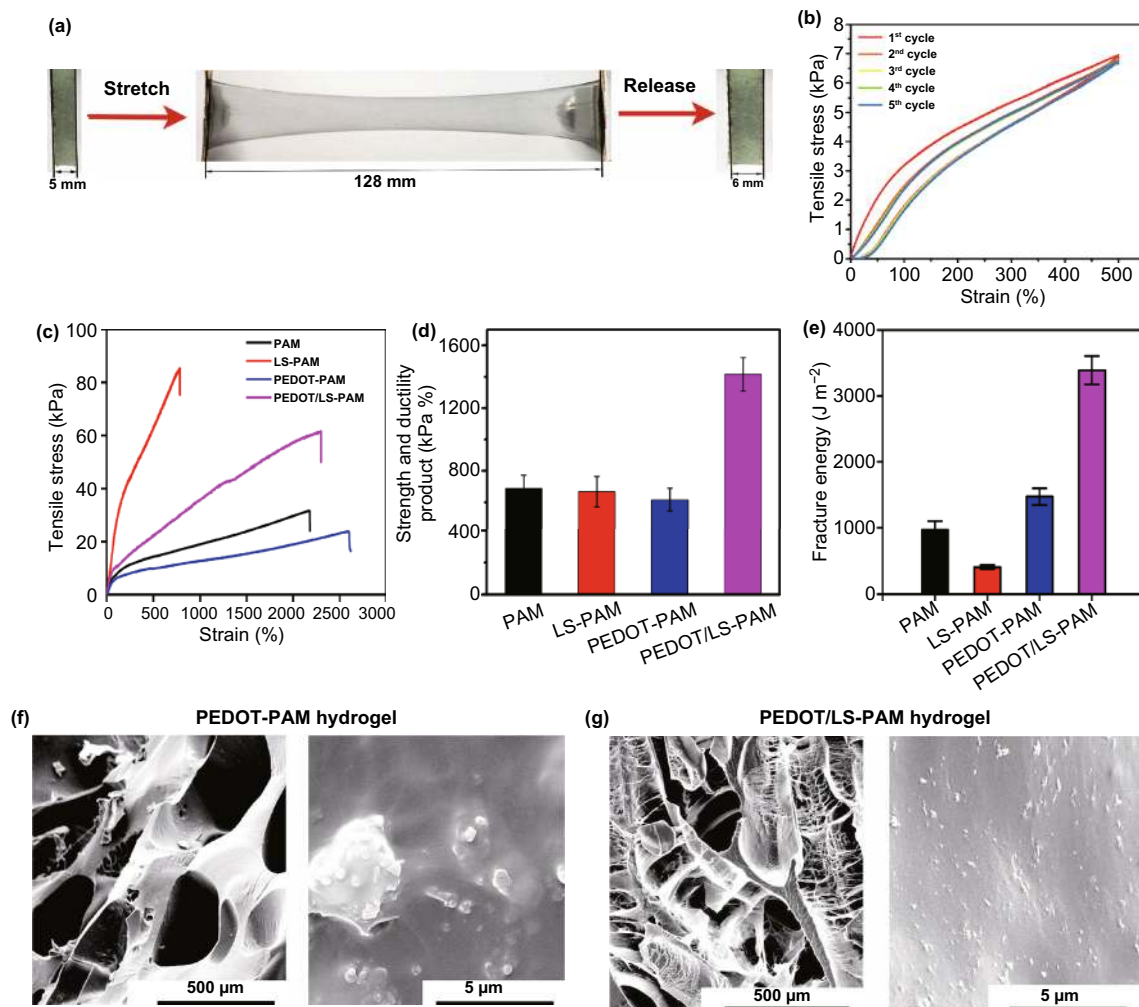 (a)
Stretch
Release
5 mm
128 mm
6 mm
(b)
Tensile stress (kPa)
8
7
6
5
4
3
2
1
0
1st cycle
2nd cycle
3rd cycle
4th cycle
5th cycle
0 100 200 300 400 500
Strain (%)
(c)
Tensile stress (kPa)
100
80
60
40
20
0
PAM
LS-PAM
PEDOT-PAM
PEDOT/LS-PAM
0 500 1000 1500 2000 2500 3000
Strain (%)
(d)
Strength and ductility
product (kPa %)
1600
1200
800
400
0
PAM
LS-PAM
PEDOT-PAM
PEDOT/LS-PAM
(e)
Fracture energy (J m−2)
4000
3000
2000
1000
0
PAM
LS-PAM
PEDOT-PAM
PEDOT/LS-PAM
(f)
PEDOT-PAM hydrogel
500 µm
5 µm
(g)
PEDOT/LS-PAM hydrogel
500 µm
5 µm